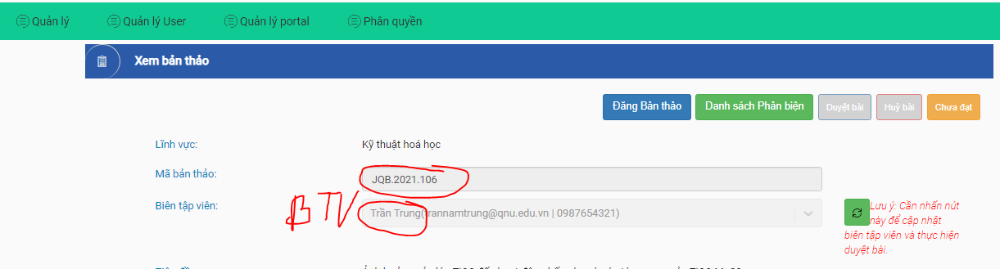 Quản lý Quản lý User Quản lý portal Phân quyền
Xem bản thảo
Đăng Bản thảo Danh sách Phản biện Duyệt bài Huỷ bài Chưa đạt
Lĩnh vực: Kỹ thuật hoá học
Mã bản thảo: JQB.2021.106
Biên tập viên: BTV Trần Trung(trannamtrung@qnu.edu.vn | 0987654321)
Lưu ý: Cần nhấn nút
này để cập nhật
biên tập viên và thực hiện
duyệt bài.